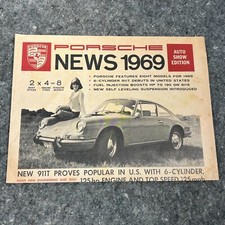 PORSCHE
NEWS 1969
AUTO
SHOW
EDITION
2 x 4 - 8
• PORSCHE FEATURES EIGHT MODELS FOR 1969
• 6-CYLINDER 911T DEBUTS IN UNITED STATES
• FUEL INJECTION BOOSTS HP TO 190 ON 911S
• NEW SELF LEVELING SUSPENSION INTRODUCED
NEW 911T PROVES POPULAR IN U.S. WITH 6-CYLINDER,
125 hp ENGINE AND TOP SPEED 125 mph